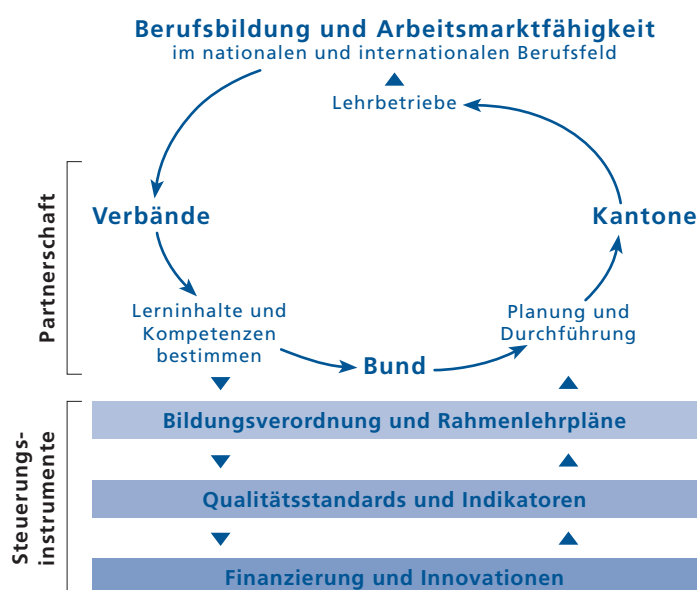 Berufsbildung und Arbeitsmarktfähigkeit
im nationalen und internationalen Berufsfeld
Lehrbetriebe
Partnerschaft
Verbände
Kantone
Lerninhalte und
Kompetenzen
bestimmen
Planung und
Durchführung
Bund
Steuerungs-
instrumente
Bildungsverordnung und Rahmenlehrpläne
Qualitätsstandards und Indikatoren
Finanzierung und Innovationen